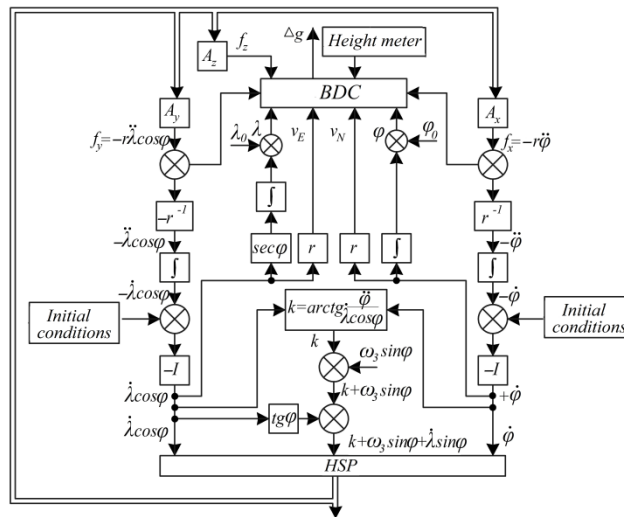 Δg
Height meter
f_z
A_z
BDC
A_y
A_x
f_y=-rλ̈cosφ
λ_0
λ
v_E
v_N
φ
φ_0
f_x=-rφ̈
-r^-1
∫
r^-1
-λ̈cosφ
secφ
r
r
∫
-φ̈
∫
∫
-λ̇cosφ
-φ̇
Initial
conditions
k=arctg φ̈/λ̇cosφ
Initial
conditions
-I
k
ω_3 sinφ
-I
λ̇cosφ
k+ω_3 sinφ
+φ̇
λ̇cosφ
tgφ
φ̇
k+ω_3 sinφ+λ̇sinφ
HSP